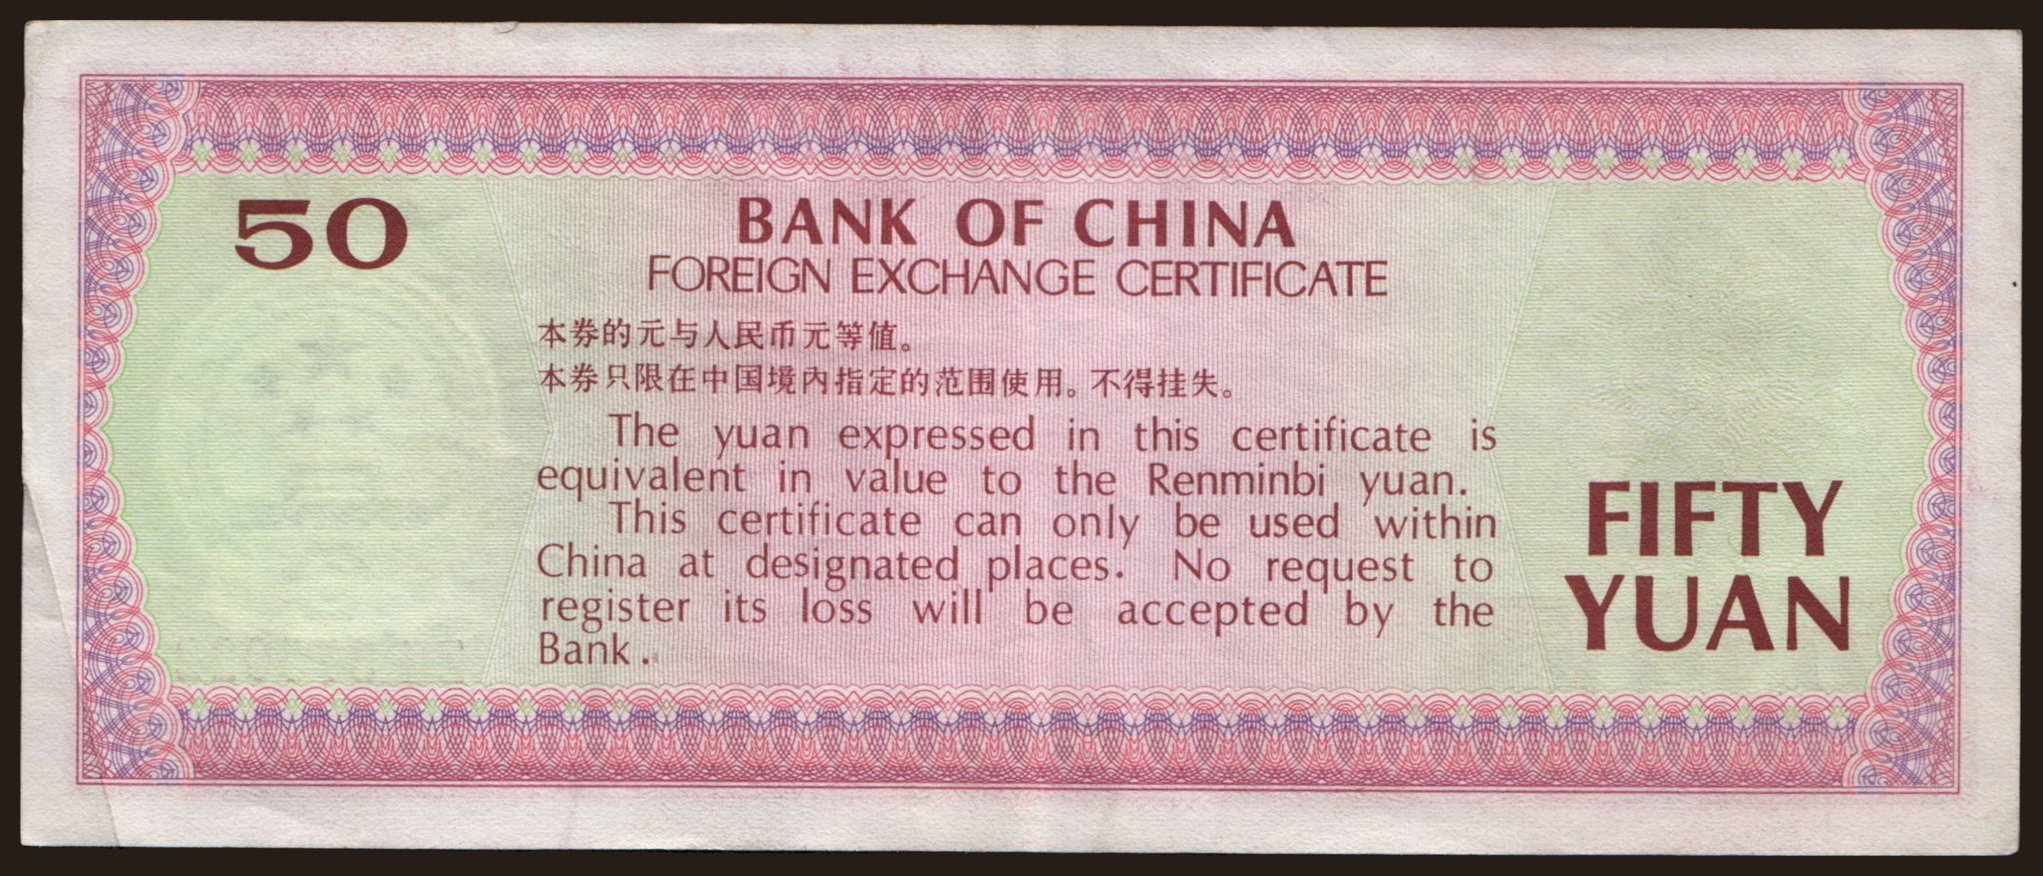 50
BANK OF CHINA
FOREIGN EXCHANGE CERTIFICATE
本券的元与人民币元等值。
本券只限在中国境内指定的范围使用。不得挂失。
The yuan expressed in this certificate is
equivalent in value to the Renminbi yuan.
This certificate can only be used within
China at designated places. No request to
register its loss will be accepted by the
Bank.
FIFTY
YUAN